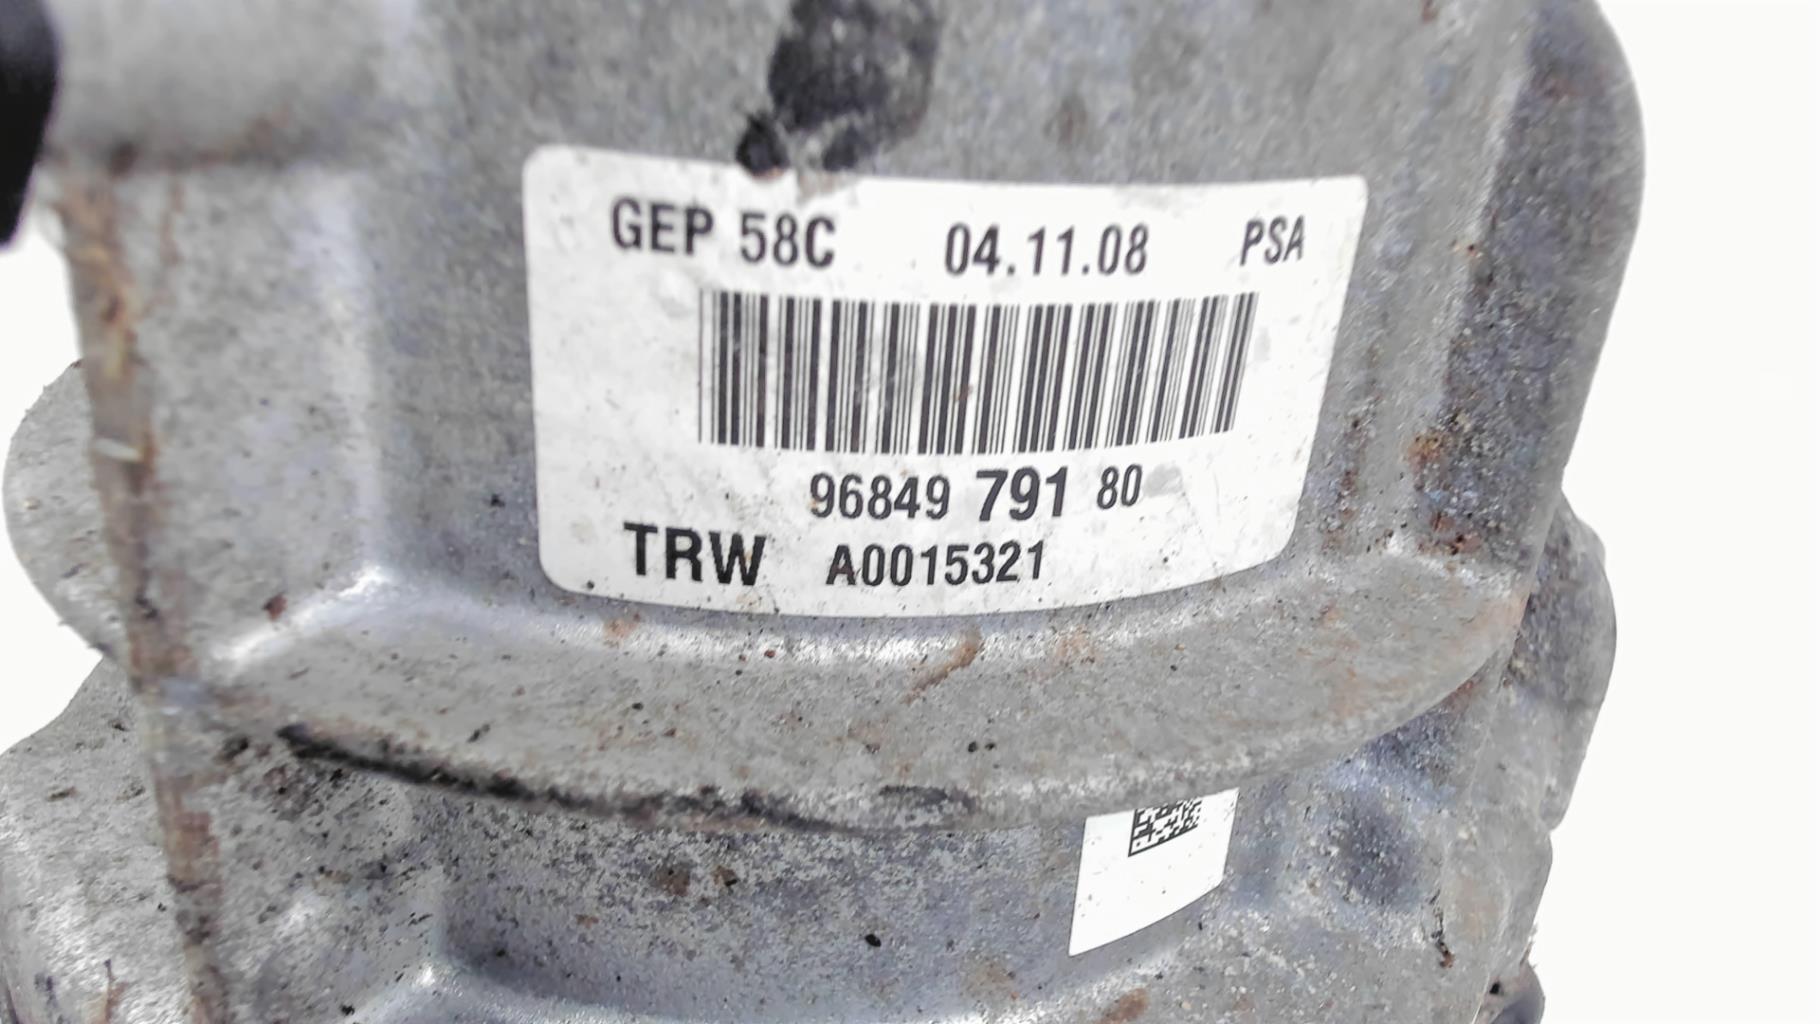 GEP 58C 04.11.08 PSA
96849 791 80
TRW A0015321